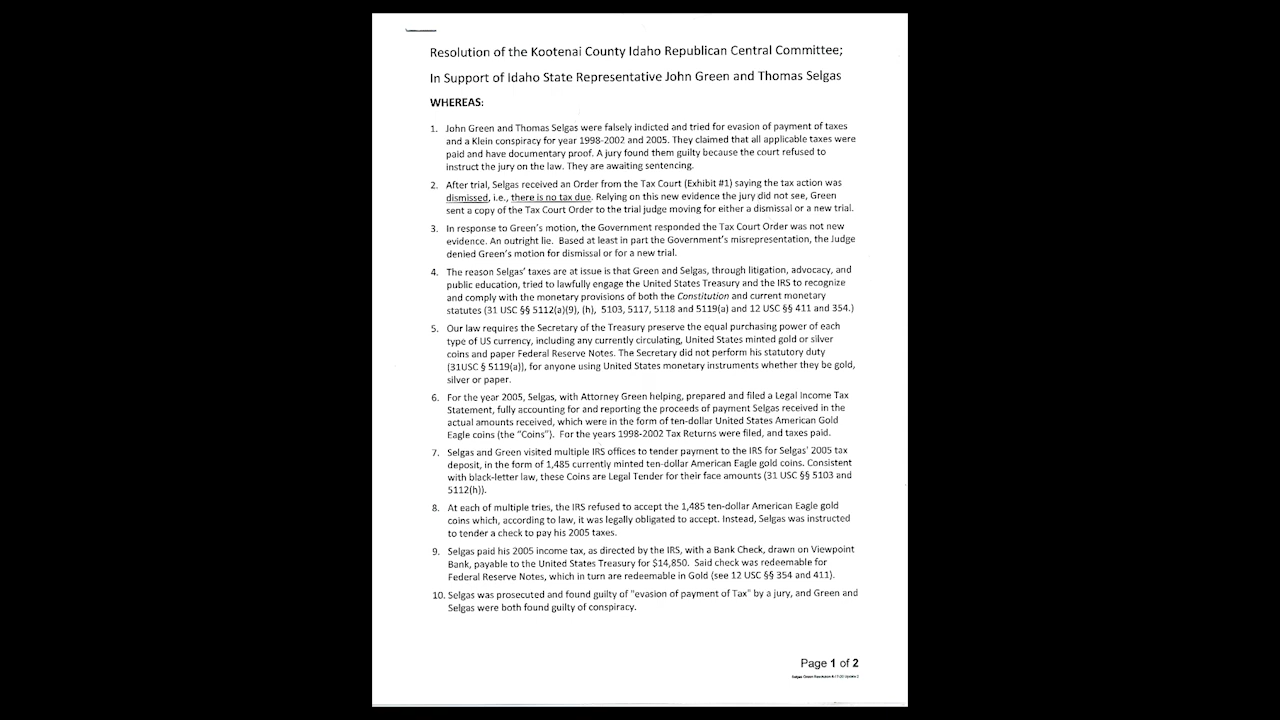 Resolution of the Kootenai County Idaho Republican Central Committee;
In Support of Idaho State Representative John Green and Thomas Selgas
WHEREAS:
1. John Green and Thomas Selgas were falsely indicted and tried for evasion of payment of taxes
and a Klein conspiracy for year 1998-2002 and 2005. They claimed that all applicable taxes were
paid and have documentary proof. A jury found them guilty because the court refused to
instruct the jury on the law. They are awaiting sentencing.
2. After trial, Selgas received an Order from the Tax Court (Exhibit #1) saying the tax action was
dismissed, i.e., there is no tax due. Relying on this new evidence the jury did not see, Green
sent a copy of the Tax Court Order to the trial judge moving for either a dismissal or a new trial.
3. In response to Green's motion, the Government responded the Tax Court Order was not new
evidence. An outright lie. Based at least in part the Government's misrepresentation, the Judge
denied Green's motion for dismissal or for a new trial.
4. The reason Selgas' taxes are at issue is that Green and Selgas, through litigation, advocacy, and
public education, tried to lawfully engage the United States Treasury and the IRS to recognize
and comply with the monetary provisions of both the Constitution and current monetary
statutes (31 USC §§ 5112(a)(9), (h), 5103, 5117, 5118 and 5119(a) and 12 USC §§ 411 and 354.)
5. Our law requires the Secretary of the Treasury preserve the equal purchasing power of each
type of US currency, including any currently circulating, United States minted gold or silver
coins and paper Federal Reserve Notes. The Secretary did not perform his statutory duty
(31USC § 5119(a)), for anyone using United States monetary instruments whether they be gold,
silver or paper.
6. For the year 2005, Selgas, with Attorney Green helping, prepared and filed a Legal Income Tax
Statement, fully accounting for and reporting the proceeds of payment Selgas received in the
actual amounts received, which were in the form of ten-dollar United States American Gold
Eagle coins (the "Coins"). For the years 1998-2002 Tax Returns were filed, and taxes paid.
7. Selgas and Green visited multiple IRS offices to tender payment to the IRS for Selgas' 2005 tax
deposit, in the form of 1,485 currently minted ten-dollar American Eagle gold coins. Consistent
with black-letter law, these Coins are Legal Tender for their face amounts (31 USC §§ 5103 and
5112(h)).
8. At each of multiple tries, the IRS refused to accept the 1,485 ten-dollar American Eagle gold
coins which, according to law, it was legally obligated to accept. Instead, Selgas was instructed
to tender a check to pay his 2005 taxes.
9. Selgas paid his 2005 income tax, as directed by the IRS, with a Bank Check, drawn on Viewpoint
Bank, payable to the United States Treasury for $14,850. Said check was redeemable for
Federal Reserve Notes, which in turn are redeemable in Gold (see 12 USC §§ 354 and 411).
10. Selgas was prosecuted and found guilty of "evasion of payment of Tax" by a jury, and Green and
Selgas were both found guilty of conspiracy.
Page 1 of 2